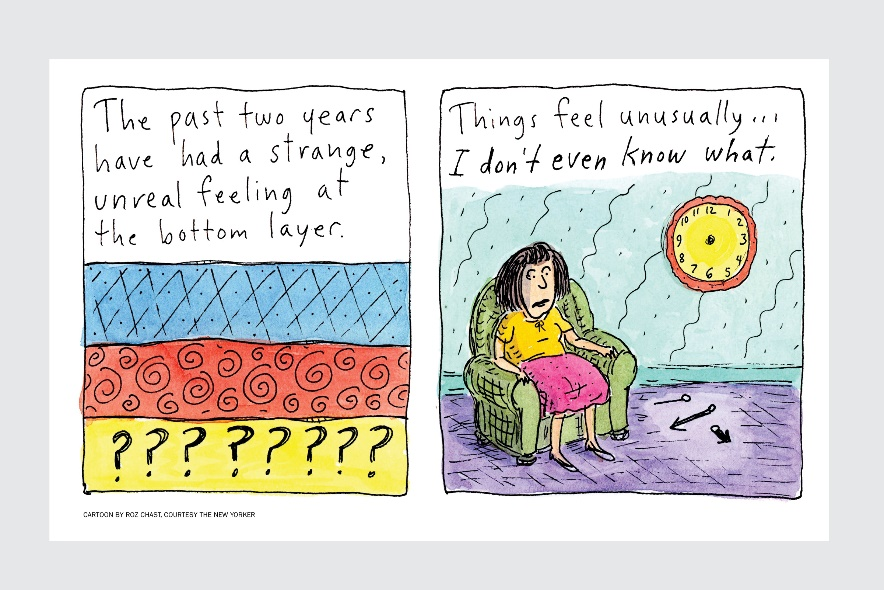 The past two years
have had a strange,
unreal feeling at
the bottom layer.
? ? ? ? ? ? ? ?
Things feel unusually...
I don't even know what.
10 11 12 1 2
9 3
8 7 6 5 4
CARTOON BY ROZ CHAST, COURTESY THE NEW YORKER